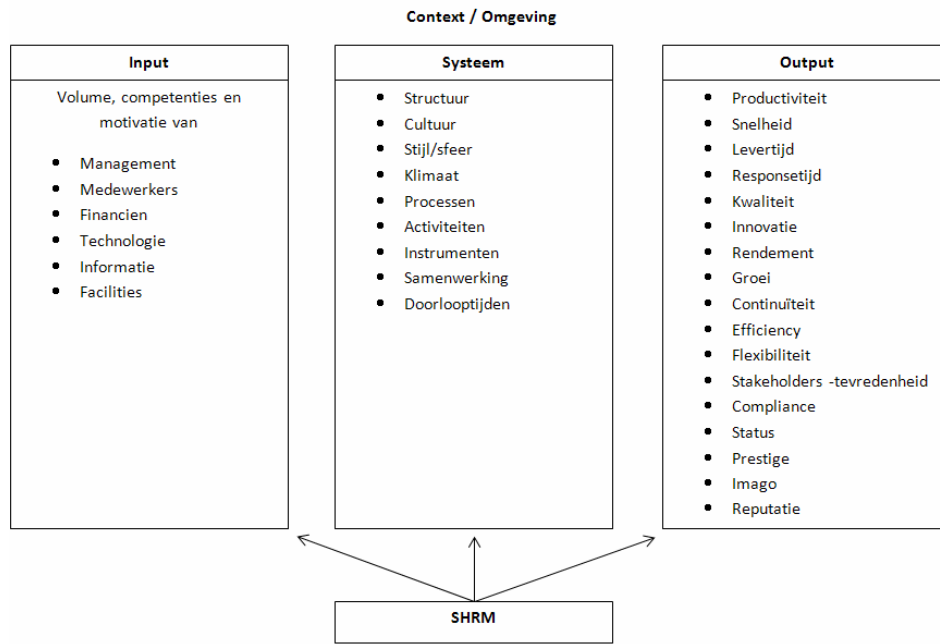 Context / Omgeving
Input
Volume, competenties en
motivatie van
• Management
• Medewerkers
• Financien
• Technologie
• Informatie
• Facilities
Systeem
• Structuur
• Cultuur
• Stijl/sfeer
• Klimaat
• Processen
• Activiteiten
• Instrumenten
• Samenwerking
• Doorlooptijden
Output
• Productiviteit
• Snelheid
• Levertijd
• Responsetijd
• Kwaliteit
• Innovatie
• Rendement
• Groei
• Continuïteit
• Efficiency
• Flexibiliteit
• Stakeholders -tevredenheid
• Compliance
• Status
• Prestige
• Imago
• Reputatie
SHRM